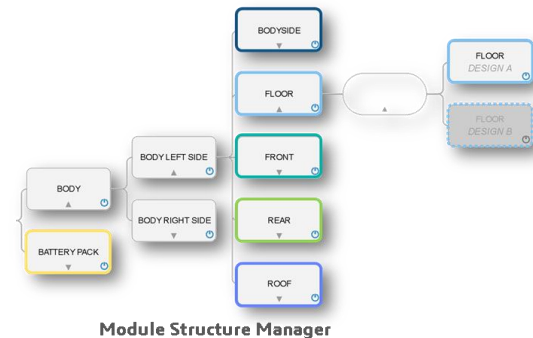 BODYSIDE
FLOOR
FLOOR
DESIGN A
FLOOR
DESIGN B
FRONT
BODY LEFT SIDE
BODY
BODY RIGHT SIDE
REAR
BATTERY PACK
ROOF
Module Structure Manager